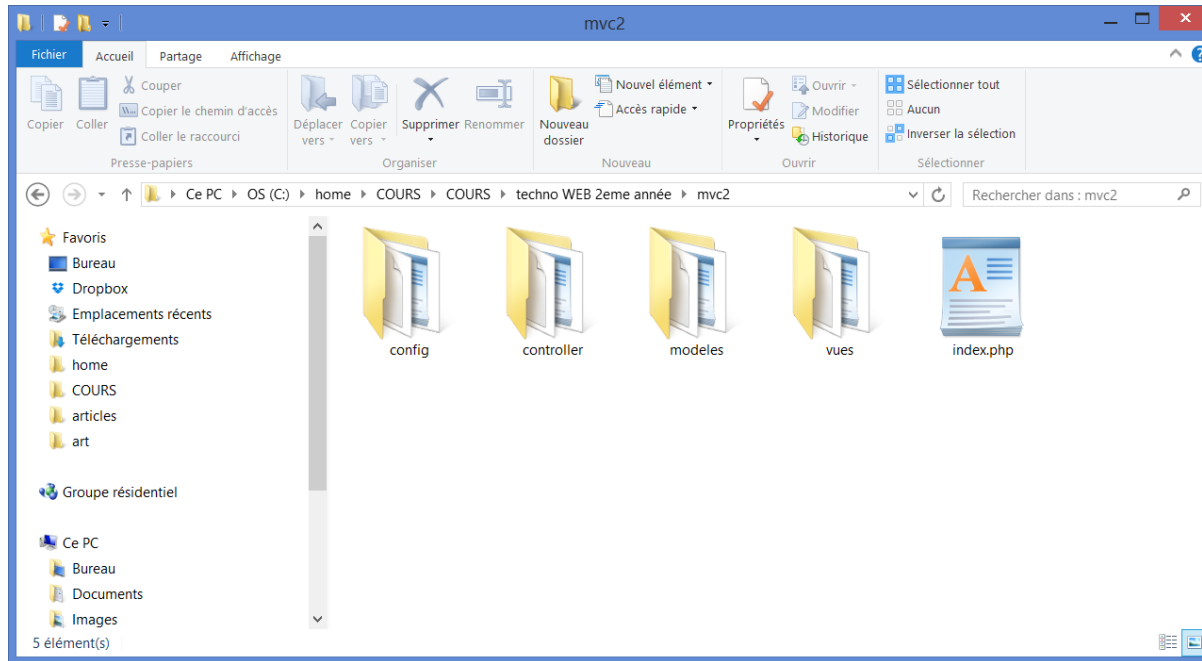 mvc2
Fichier Accueil Partage Affichage
Couper
Copier le chemin d'accès
Coller le raccourci
Copier Coller
Presse-papiers
Déplacer vers Copier vers Supprimer Renommer
Organiser
Nouveau dossier
Nouvel élément
Accès rapide
Nouveau
Propriétés
Ouvrir
Modifier
Historique
Ouvrir
Sélectionner tout
Aucun
Inverser la sélection
Sélectionner
Ce PC OS (C:) home COURS COURS techno WEB 2eme année mvc2
Rechercher dans : mvc2
Favoris
Bureau
Dropbox
Emplacements récents
Téléchargements
home
COURS
articles
art
Groupe résidentiel
Ce PC
Bureau
Documents
Images
config controller modeles vues index.php
5 élément(s)